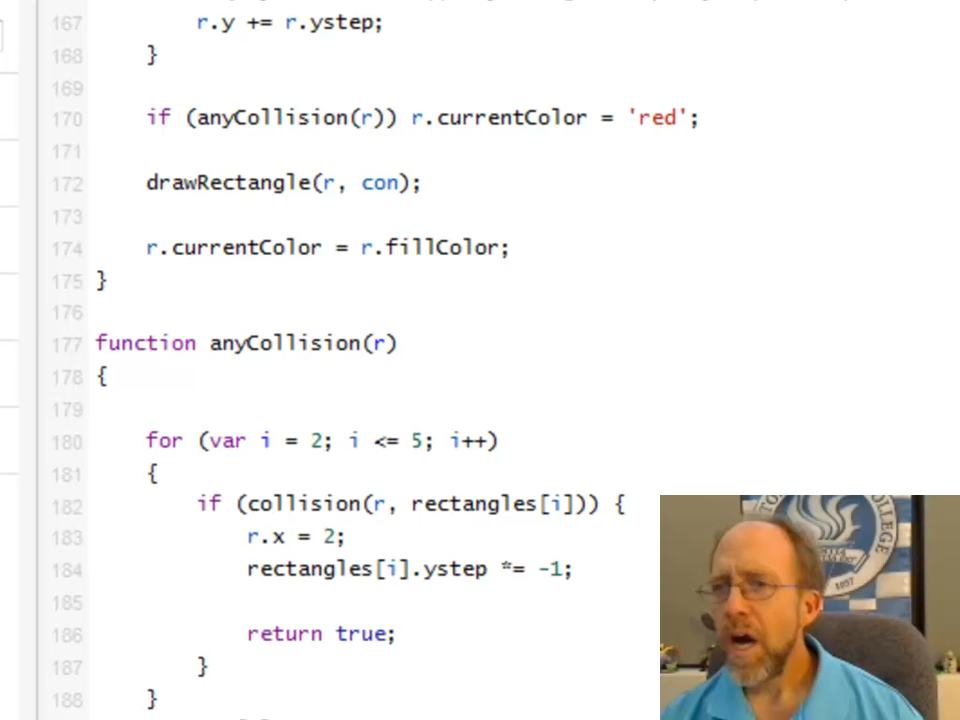 167 r.y += r.ystep;
168 }
169
170 if (anyCollision(r)) r.currentColor = 'red';
171
172 drawRectangle(r, con);
173
174 r.currentColor = r.fillColor;
175 }
176
177 function anyCollision(r)
178 {
179
180 for (var i = 2; i <= 5; i++)
181 {
182 if (collision(r, rectangles[i])) {
183 r.x = 2;
184 rectangles[i].ystep *= -1;
185
186 return true;
187 }
188 }
1857